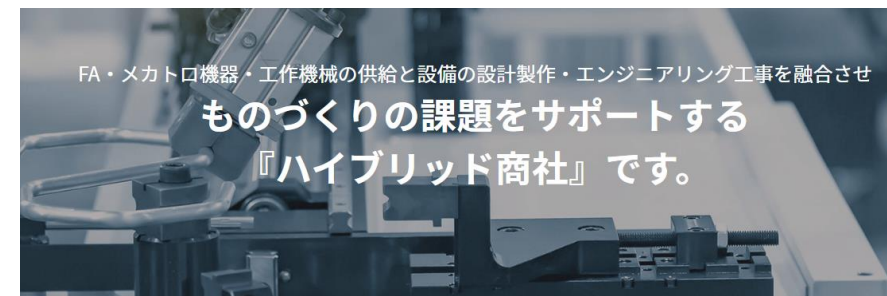 FA・メカトロ機器・工作機械の供給と設備の設計製作・エンジニアリング工事を融合させ
ものづくりの課題をサポートする
『ハイブリッド商社』です。